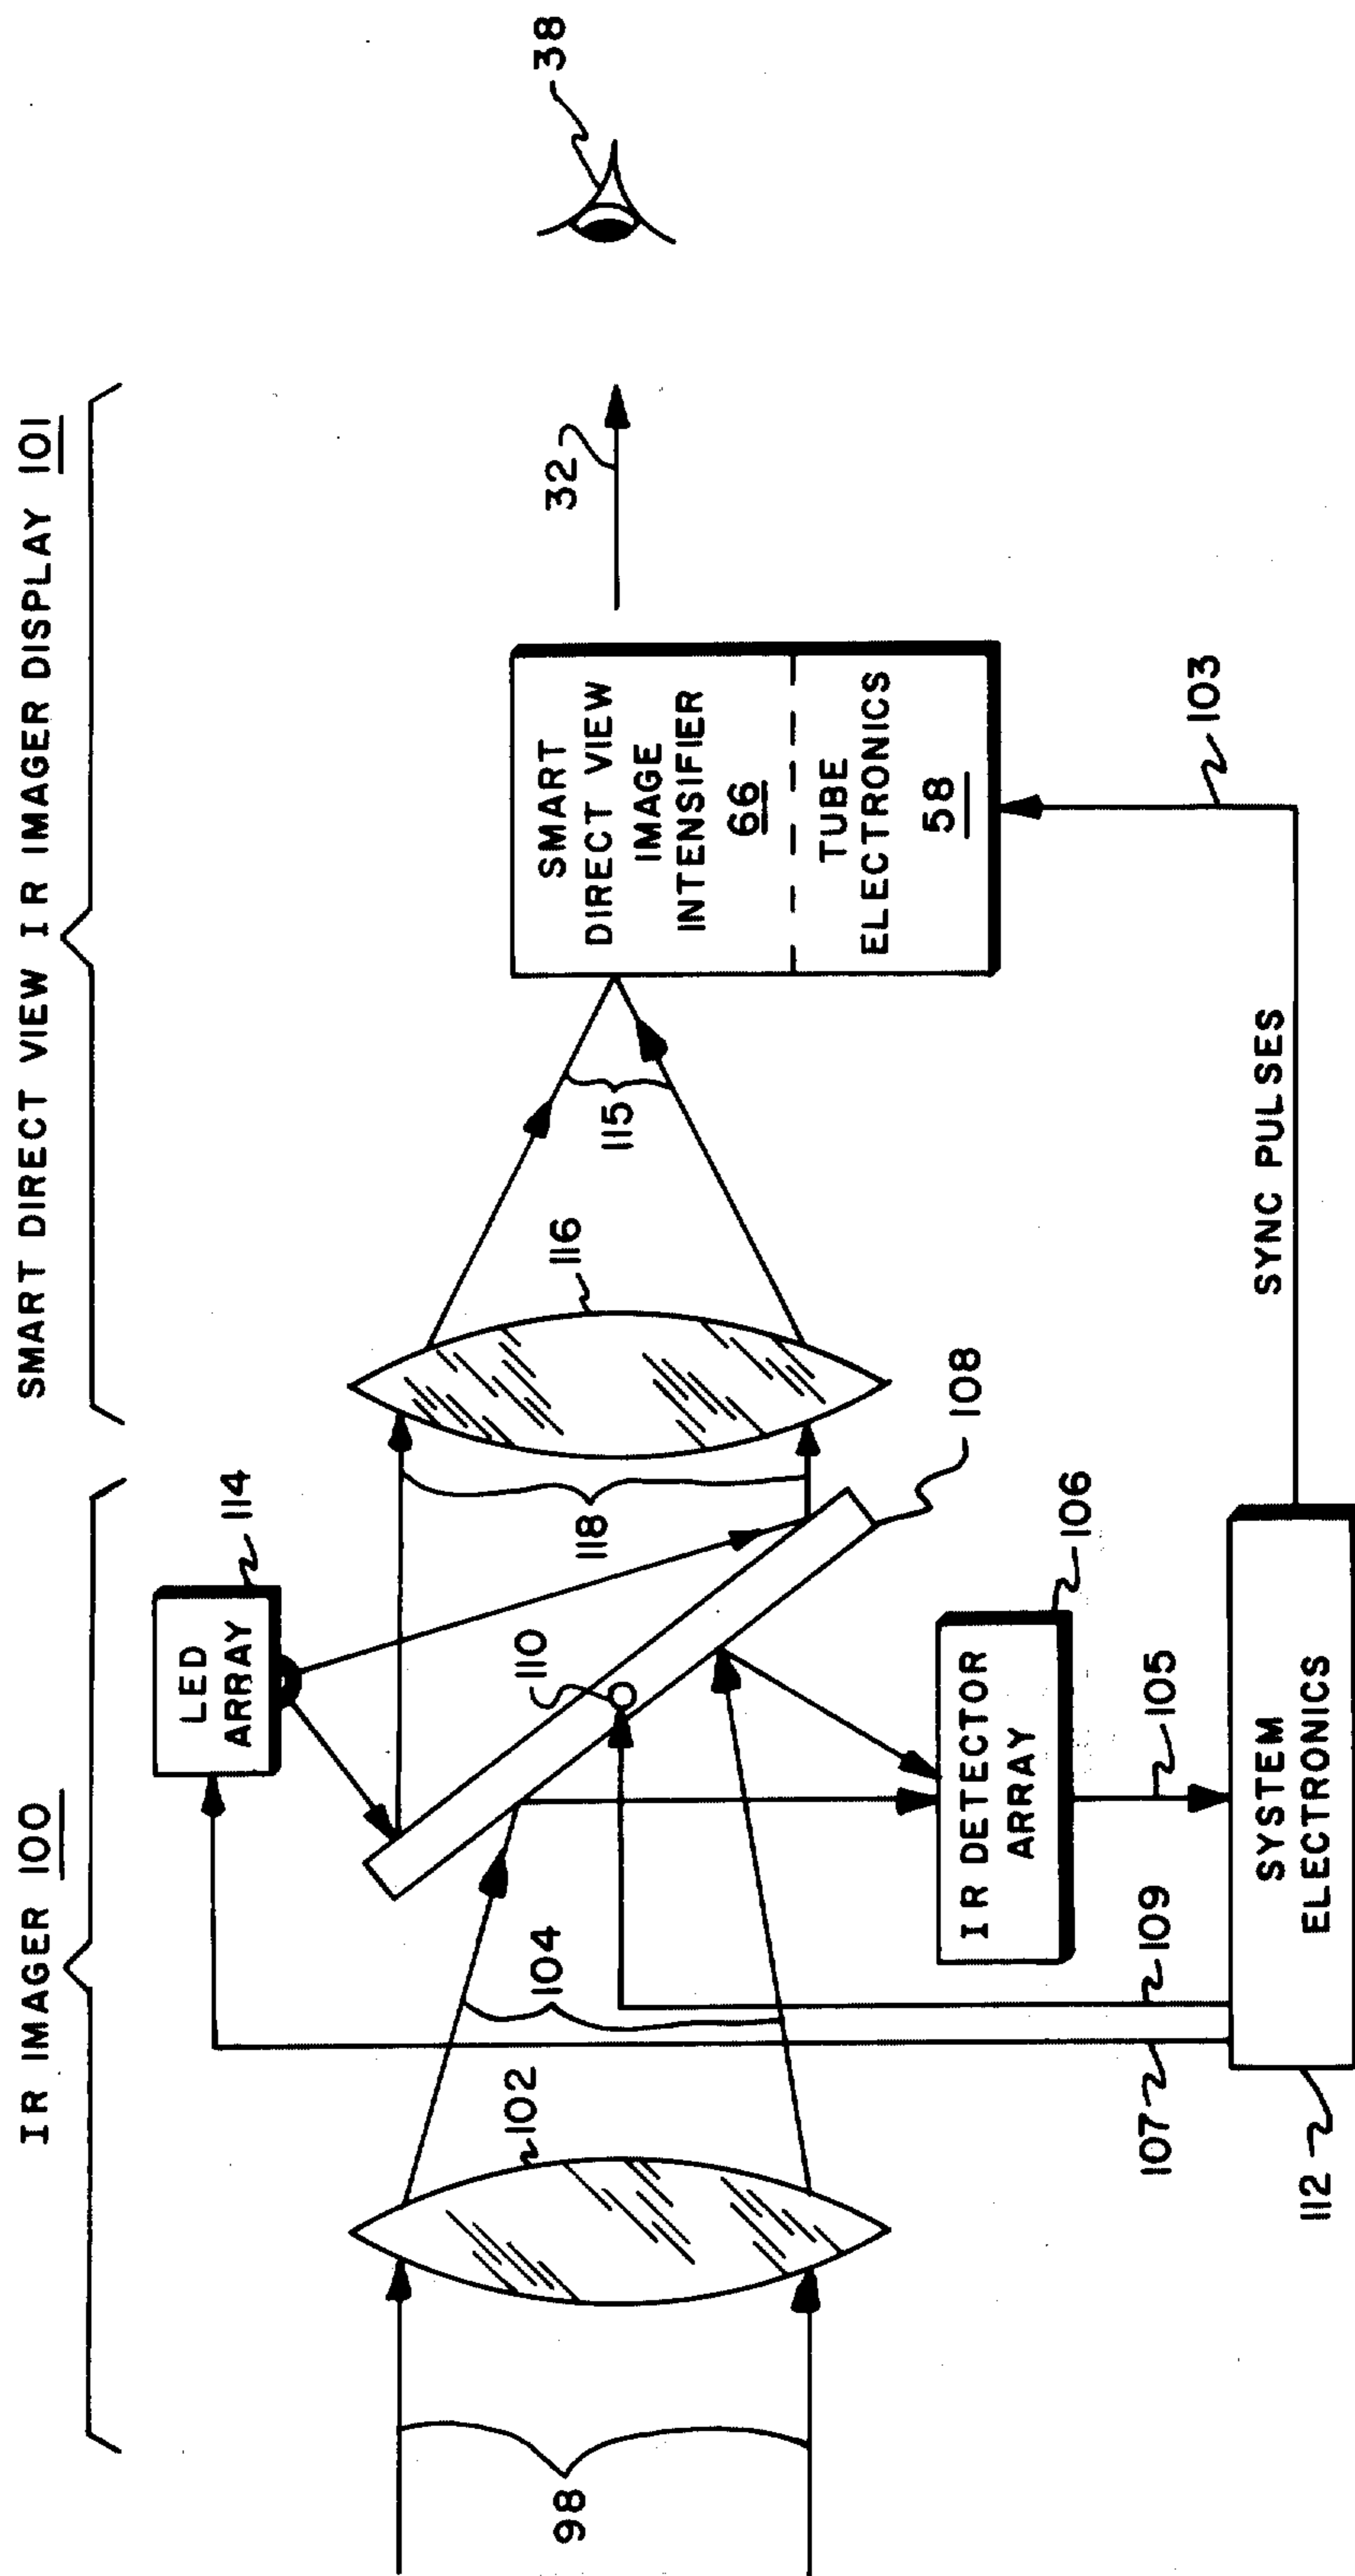 IR IMAGER 100
SMART DIRECT VIEW IR IMAGER DISPLAY 101
98
102
104
LED
ARRAY
114
110
118
108
116
115
SMART
DIRECT VIEW
IMAGE
INTENSIFIER
66
TUBE
ELECTRONICS
58
32
38
IR DETECTOR
ARRAY
106
105
109
107
112
SYSTEM
ELECTRONICS
SYNC PULSES
103